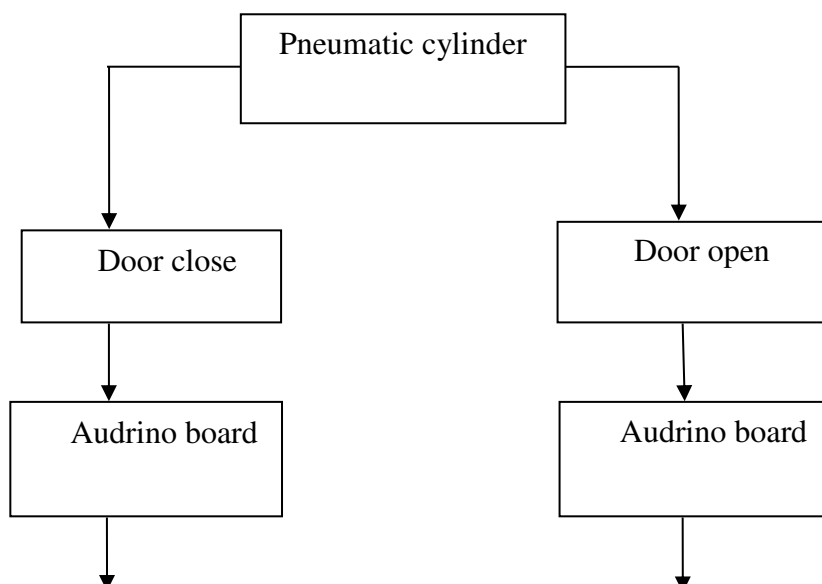 Pneumatic cylinder
Door close
Door open
Audrino board
Audrino board